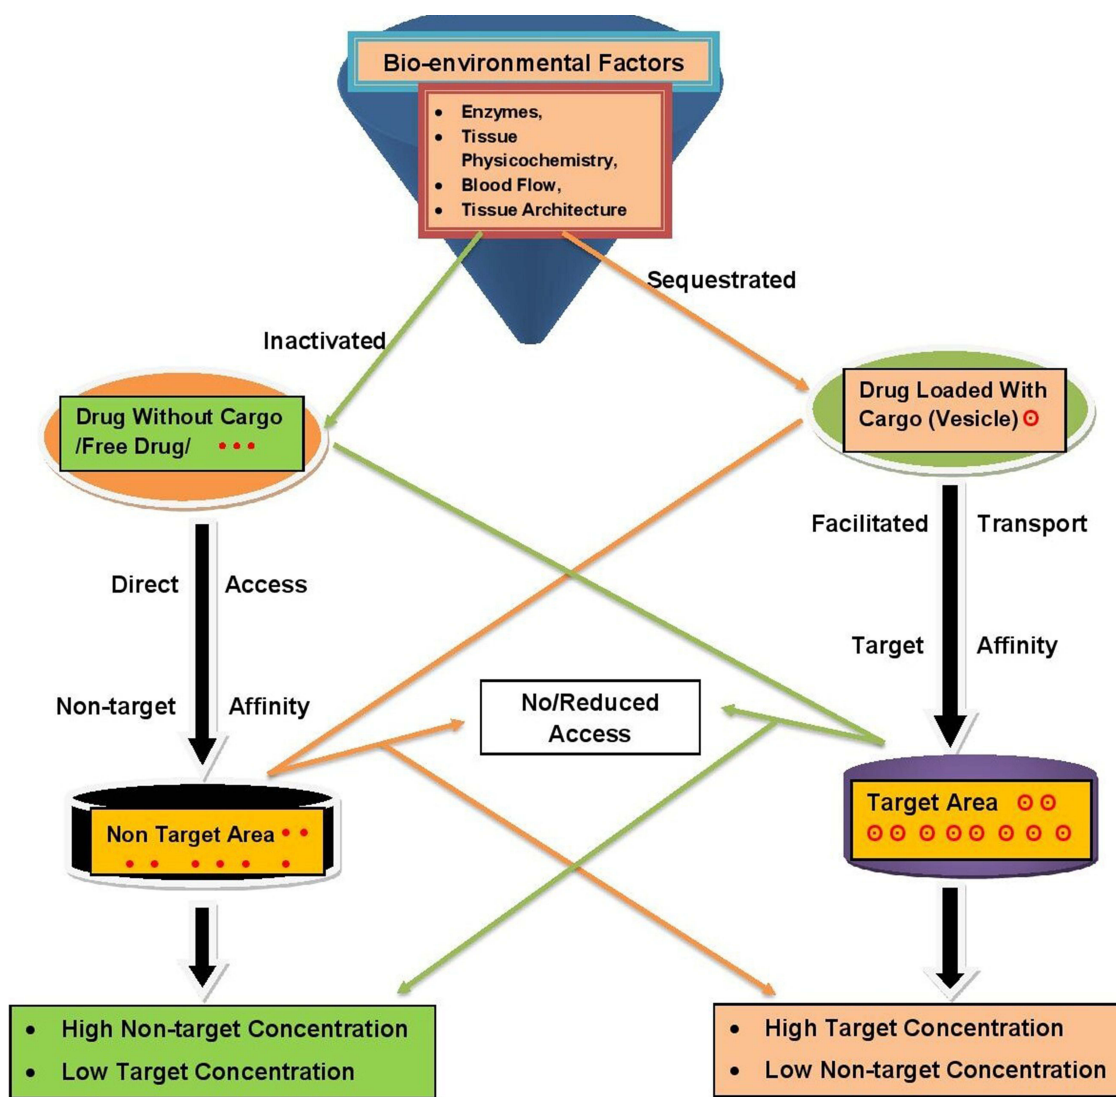 Bio-environmental Factors
• Enzymes,
• Tissue
Physicochemistry,
• Blood Flow,
• Tissue Architecture
Sequestrated
Inactivated
Drug Without Cargo
/Free Drug/
Drug Loaded With
Cargo (Vesicle)
Facilitated Transport
Direct Access
Target Affinity
Non-target Affinity
No/Reduced
Access
Non Target Area
Target Area
• High Non-target Concentration
• Low Target Concentration
• High Target Concentration
• Low Non-target Concentration